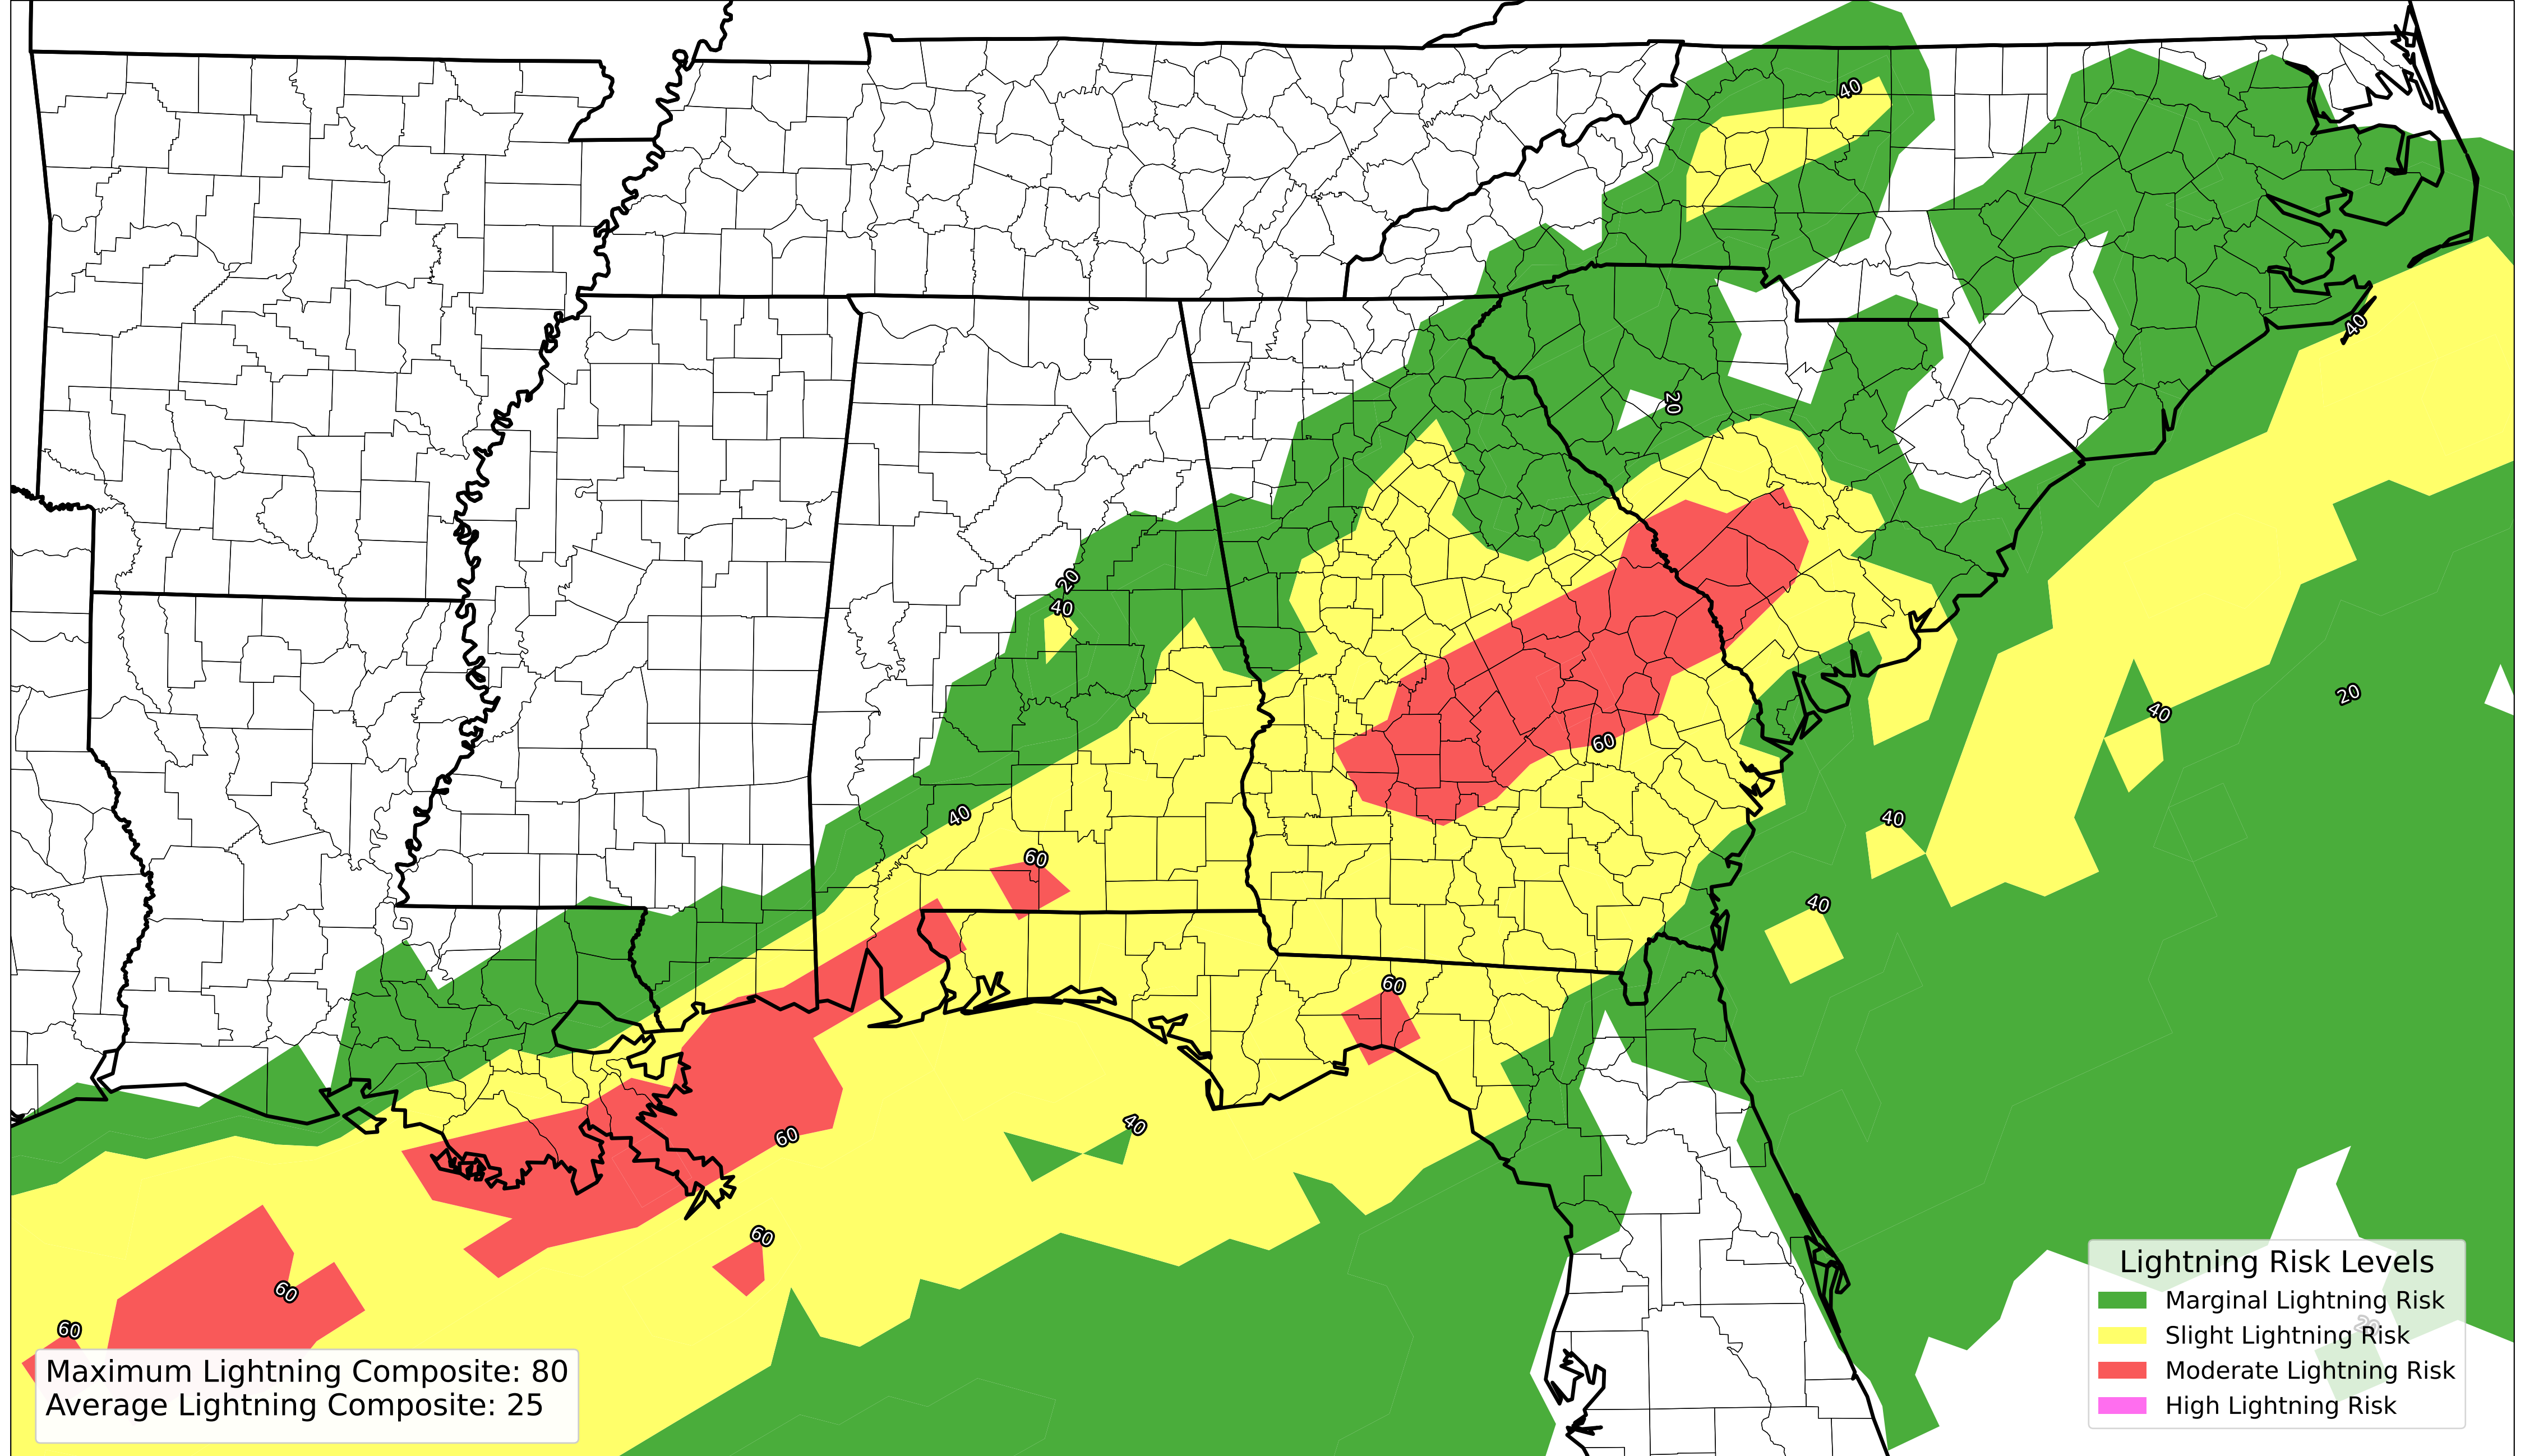 40
40
20
20
40
20
40
60
40
40
60
40
60
40
60
60
60
60
Maximum Lightning Composite: 80
Average Lightning Composite: 25
Lightning Risk Levels
Marginal Lightning Risk
Slight Lightning Risk
20
Moderate Lightning Risk
High Lightning Risk